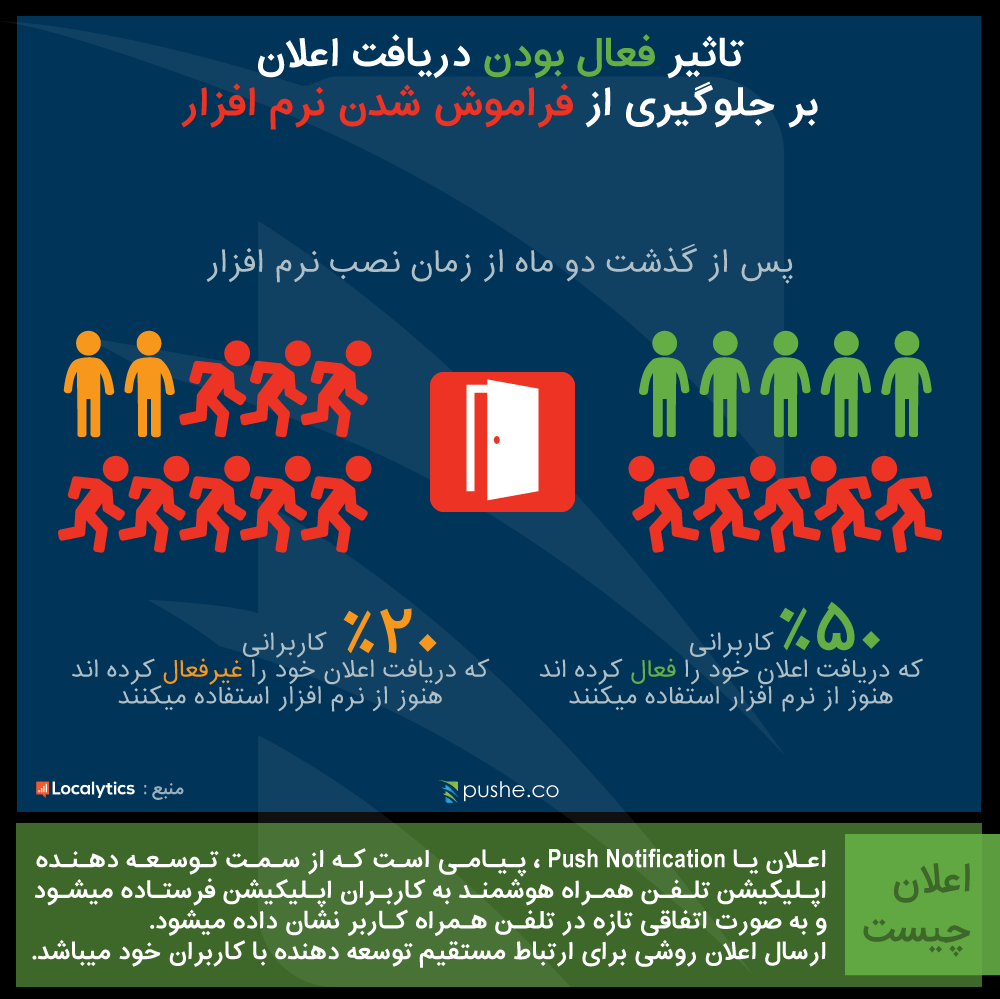 تاثیر فعال بودن دریافت اعلان
بر جلوگیری از فراموش شدن نرم افزار
پس از گذشت دو ماه از زمان نصب نرم افزار
%۵۰ کاربرانی
که دریافت اعلان خود را فعال کرده اند
هنوز از نرم افزار استفاده میکنند
%۲۰ کاربرانی
که دریافت اعلان خود را غیرفعال کرده اند
هنوز از نرم افزار استفاده میکنند
pushe.co
منبع : Localytics
اعلان
چیست
اعلان یا Push Notification ، پیامی است که از سمت توسعه دهنده
اپلیکیشن تلفن همراه هوشمند به کاربران اپلیکیشن فرستاده میشود
و به صورت اتفاقی تازه در تلفن همراه کاربر نشان داده میشود.
ارسال اعلان روشی برای ارتباط مستقیم توسعه دهنده با کاربران خود میباشد.